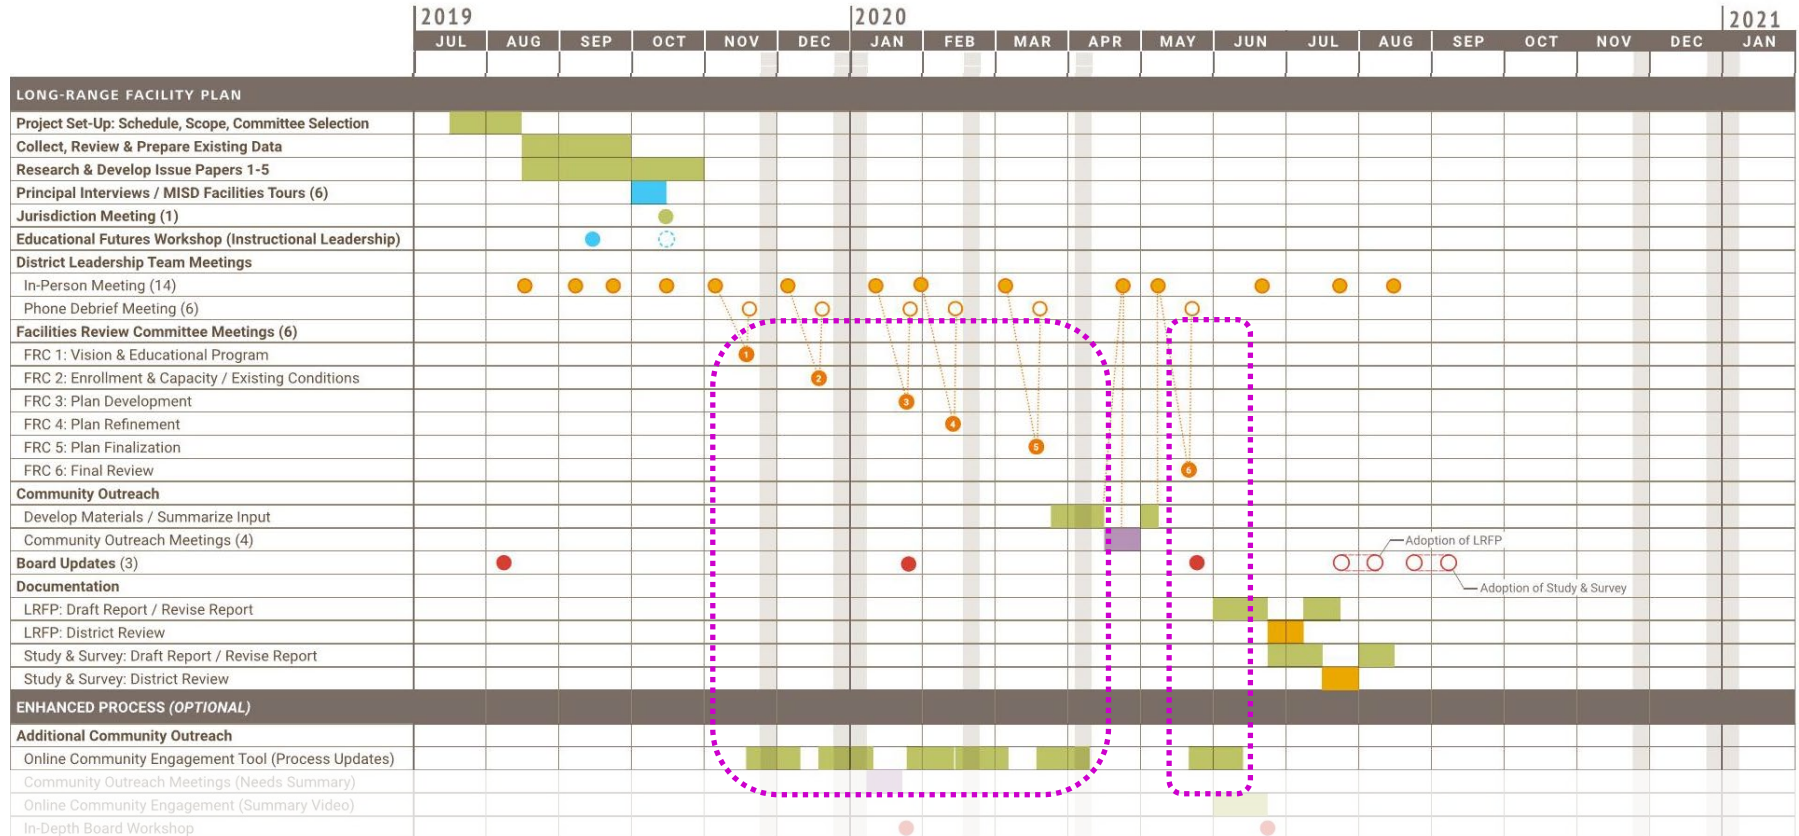 2019 2020 2021
JUL AUG SEP OCT NOV DEC JAN FEB MAR APR MAY JUN JUL AUG SEP OCT NOV DEC JAN
LONG-RANGE FACILITY PLAN
Project Set-Up: Schedule, Scope, Committee Selection
Collect, Review & Prepare Existing Data
Research & Develop Issue Papers 1-5
Principal Interviews / MISD Facilities Tours (6)
Jurisdiction Meeting (1)
Educational Futures Workshop (Instructional Leadership)
District Leadership Team Meetings
In-Person Meeting (14)
Phone Debrief Meeting (6)
Facilities Review Committee Meetings (6)
FRC 1: Vision & Educational Program 1
FRC 2: Enrollment & Capacity / Existing Conditions 2
FRC 3: Plan Development 3
FRC 4: Plan Refinement 4
FRC 5: Plan Finalization 5
FRC 6: Final Review 6
Community Outreach
Develop Materials / Summarize Input
Community Outreach Meetings (4) Adoption of LRFP
Board Updates (3)
Documentation Adoption of Study & Survey
LRFP: Draft Report / Revise Report
LRFP: District Review
Study & Survey: Draft Report / Revise Report
Study & Survey: District Review
ENHANCED PROCESS (OPTIONAL)
Additional Community Outreach
Online Community Engagement Tool (Process Updates)
Community Outreach Meetings (Needs Summary)
Online Community Engagement (Summary Video)
In-Depth Board Workshop